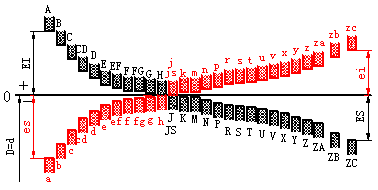 A
B
C
CD
D
E
EF
F
FG
G
H
j
js
k
m
n
p
r
s
t
u
v
x
y
z
za
zb
zc
EI
ei
+
0
es
ES
D=d
a
b
c
cd
d
e
ef
f
fg
g
h
J
JS
K
M
N
P
R
S
T
U
V
X
Y
Z
ZA
ZB
ZC